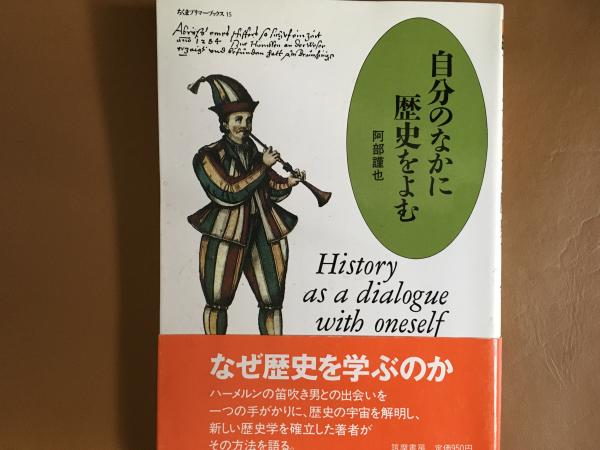 ちくまプリマーブックス 15
自分のなかに
歴史をよむ
阿部謹也
History
as a dialogue
with oneself
なぜ歴史を学ぶのか
ハーメルンの笛吹き男との出会いを
一つの手がかりに、歴史の宇宙を解明し、
新しい歴史学を確立した著者が
その方法を語る。
筑摩書房 定価950円